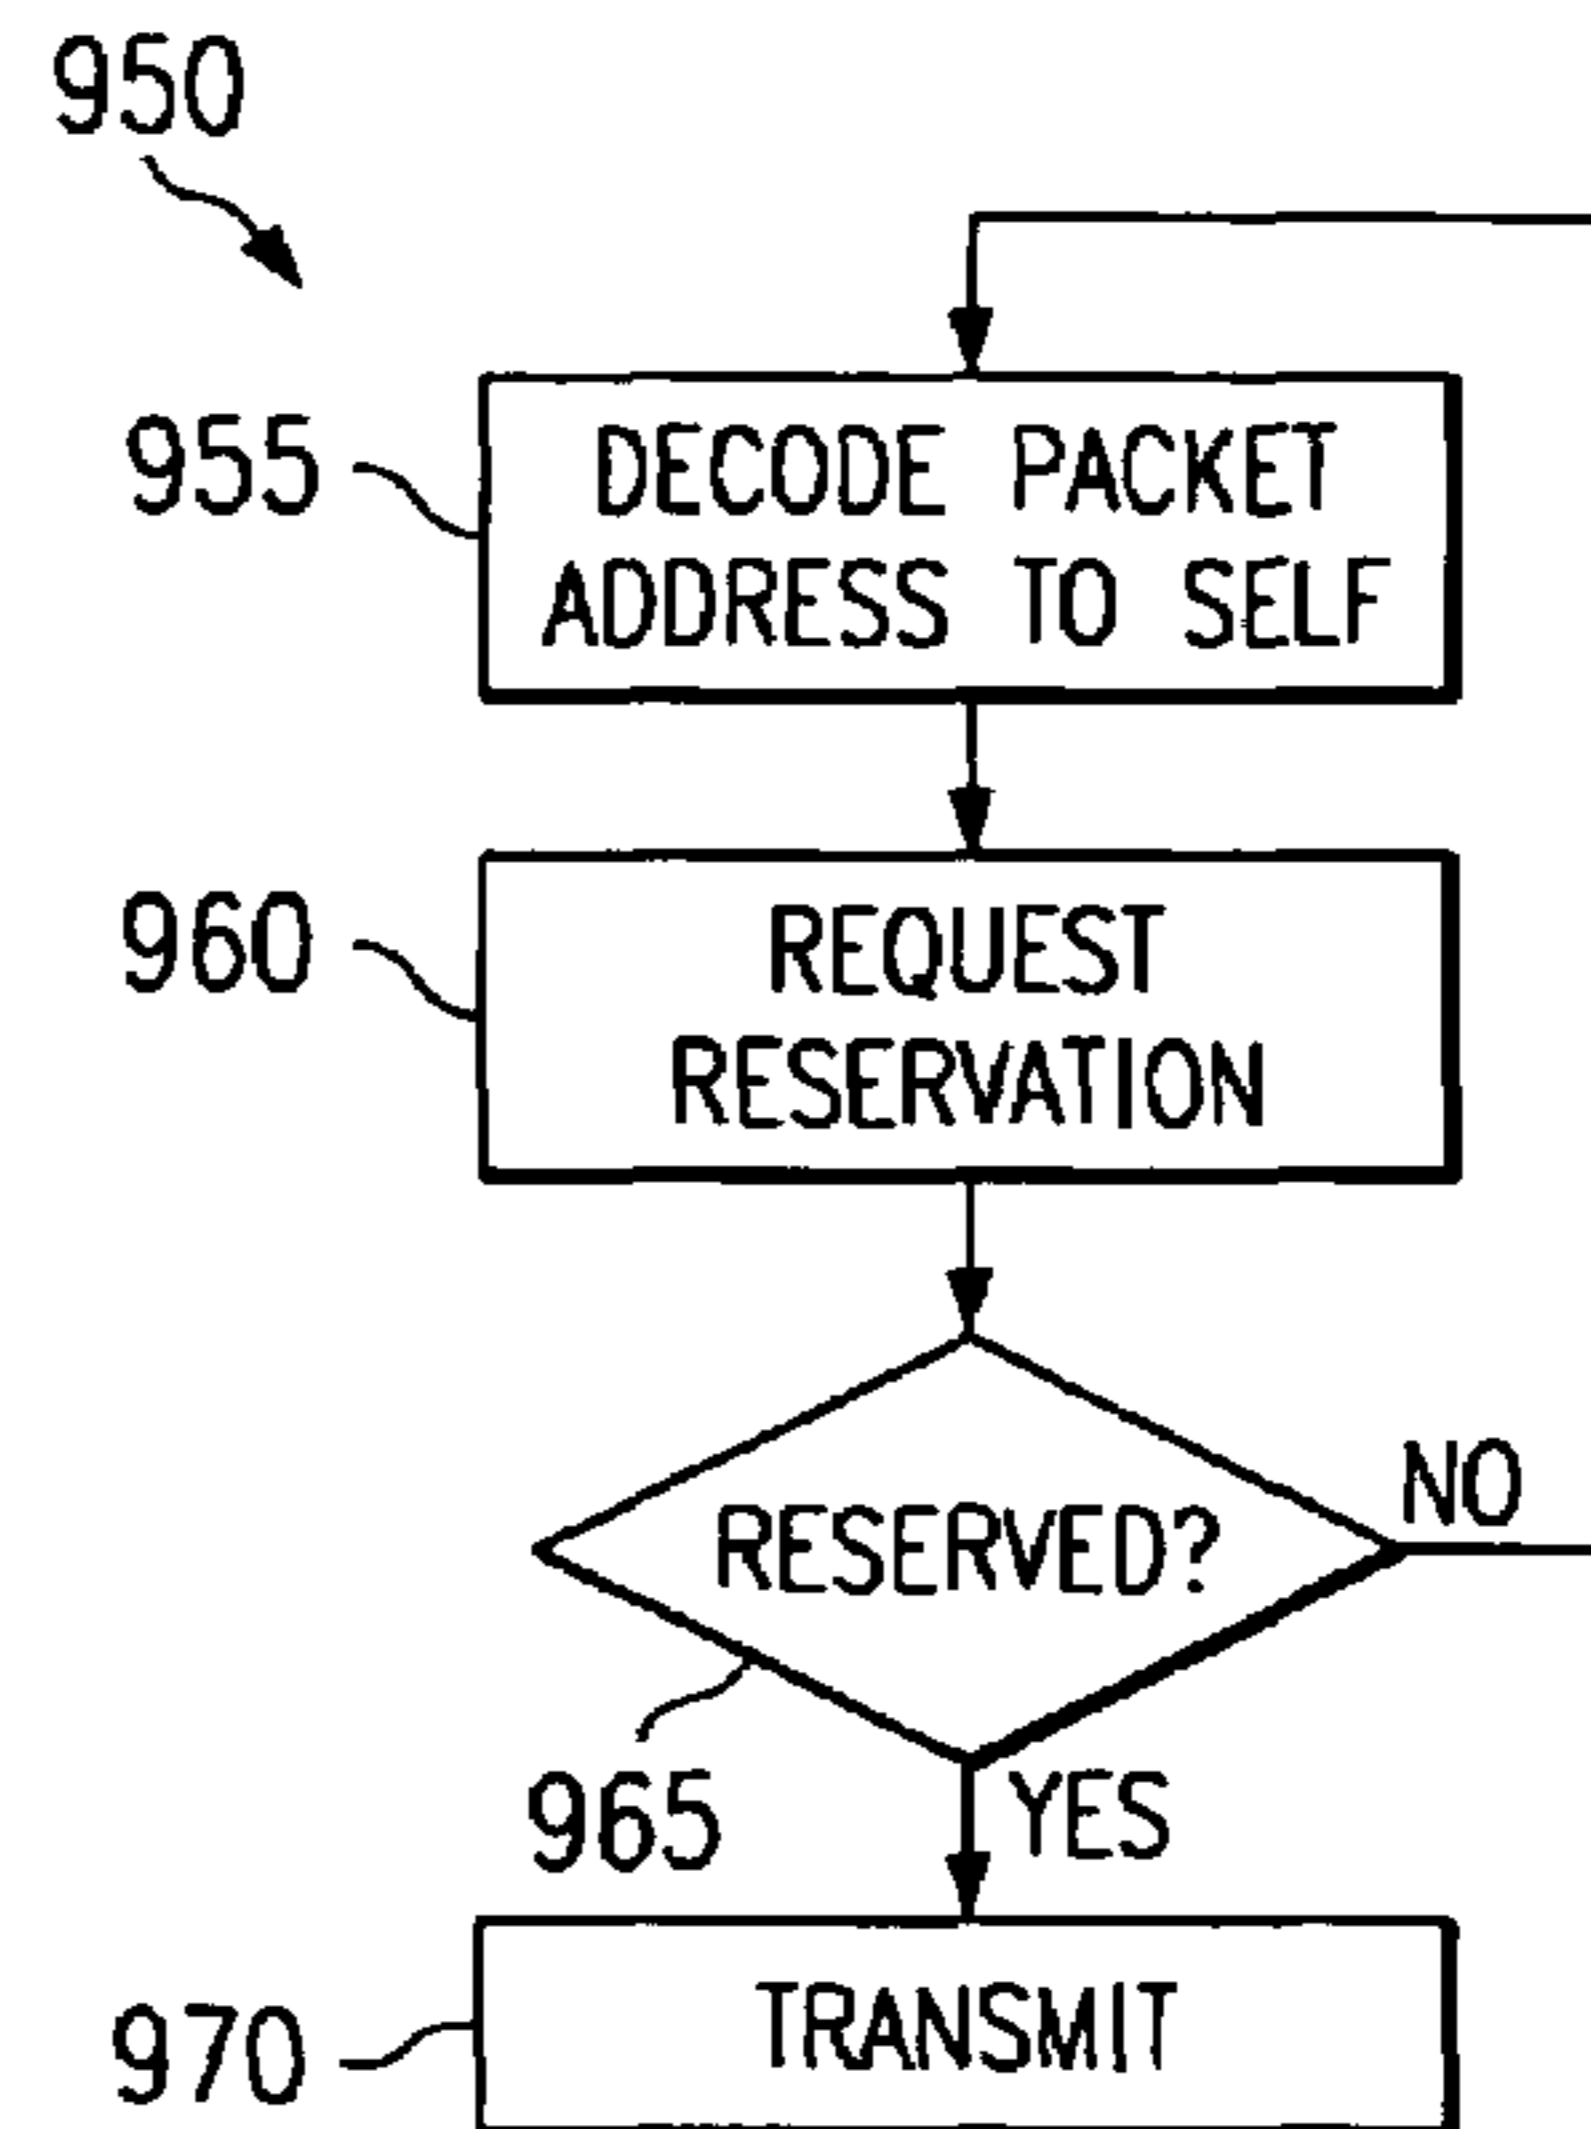 950
955
DECODE PACKET
ADDRESS TO SELF
960
REQUEST
RESERVATION
RESERVED?
NO
965
YES
970
TRANSMIT